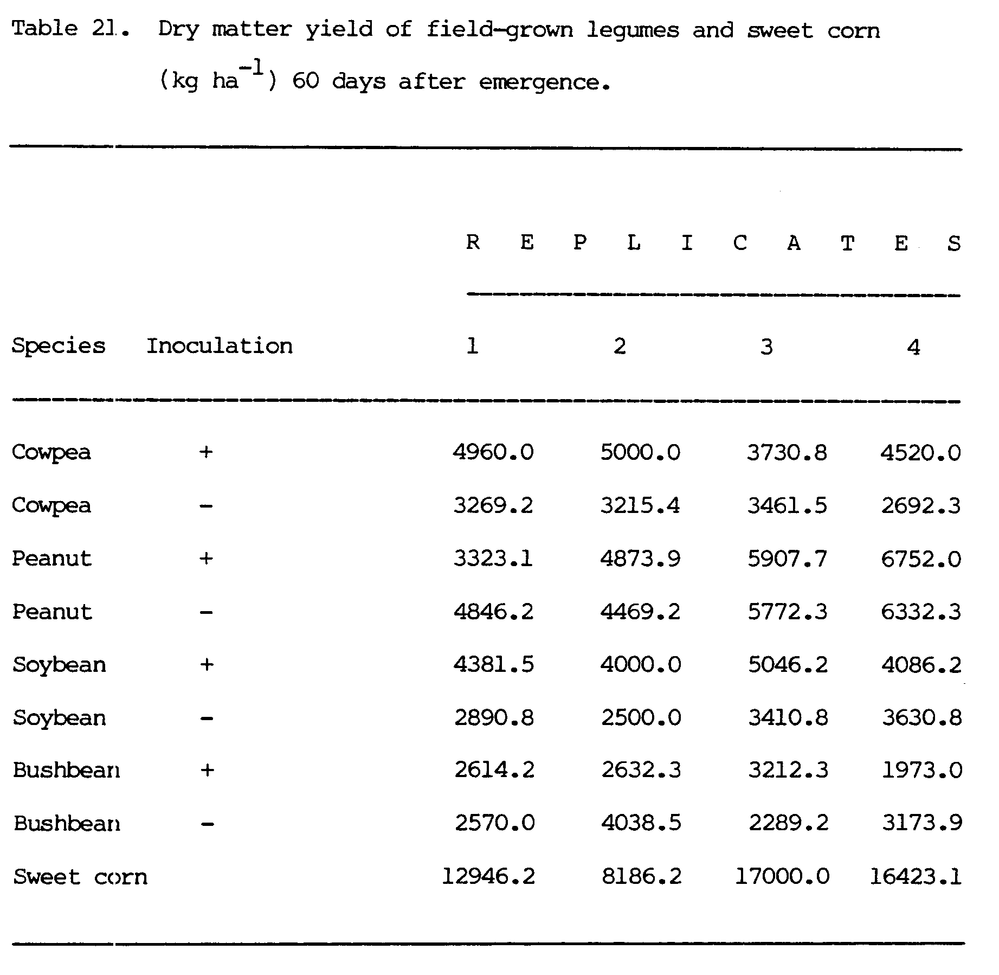 Table 21. Dry matter yield of field-grown legumes and sweet corn
(kg ha-1) 60 days after emergence.
R E P L I C A T E S
Species Inoculation 1 2 3 4
Cowpea + 4960.0 5000.0 3730.8 4520.0
Cowpea - 3269.2 3215.4 3461.5 2692.3
Peanut + 3323.1 4873.9 5907.7 6752.0
Peanut - 4846.2 4469.2 5772.3 6332.3
Soybean + 4381.5 4000.0 5046.2 4086.2
Soybean - 2890.8 2500.0 3410.8 3630.8
Bushbean + 2614.2 2632.3 3212.3 1973.0
Bushbean - 2570.0 4038.5 2289.2 3173.9
Sweet corn 12946.2 8186.2 17000.0 16423.1